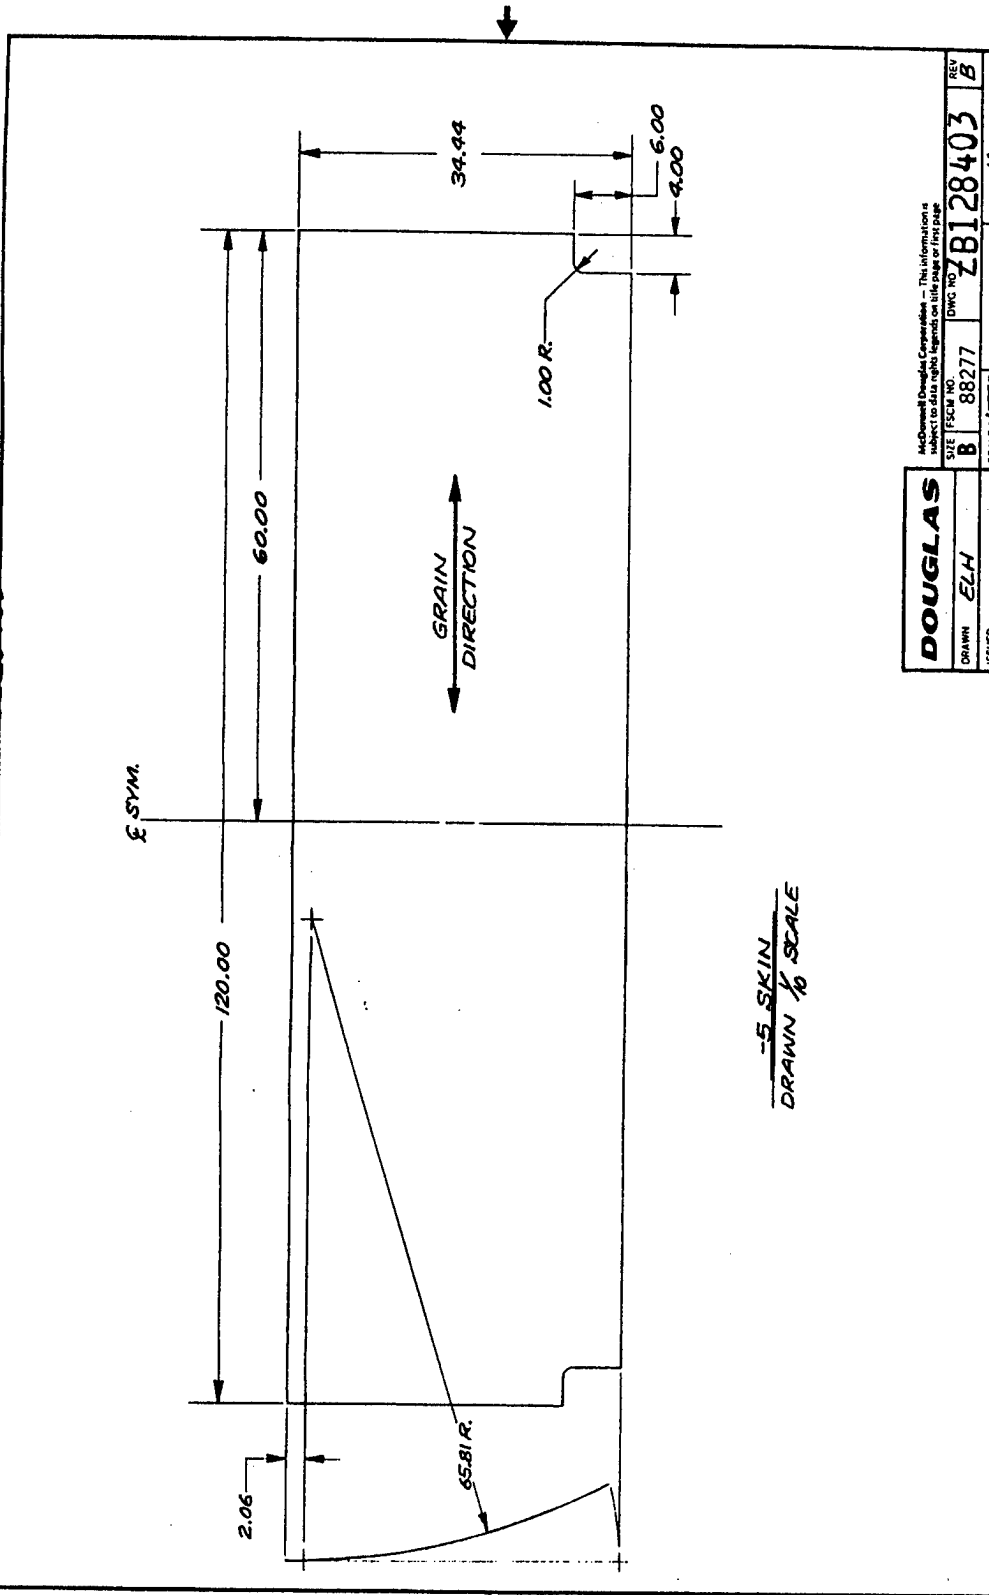 ℄ SYM.
120.00
60.00
34.44
6.00
4.00
1.00 R.
GRAIN
DIRECTION
2.06
65.81 R.
-5 SKIN
DRAWN 1/10 SCALE
McDonnell Douglas Corporation — This information is
subject to data rights legends on title page or first page
DOUGLAS
SIZE
B
FSCM NO.
88277
DWG NO
ZB128403
REV
B
DRAWN ELH